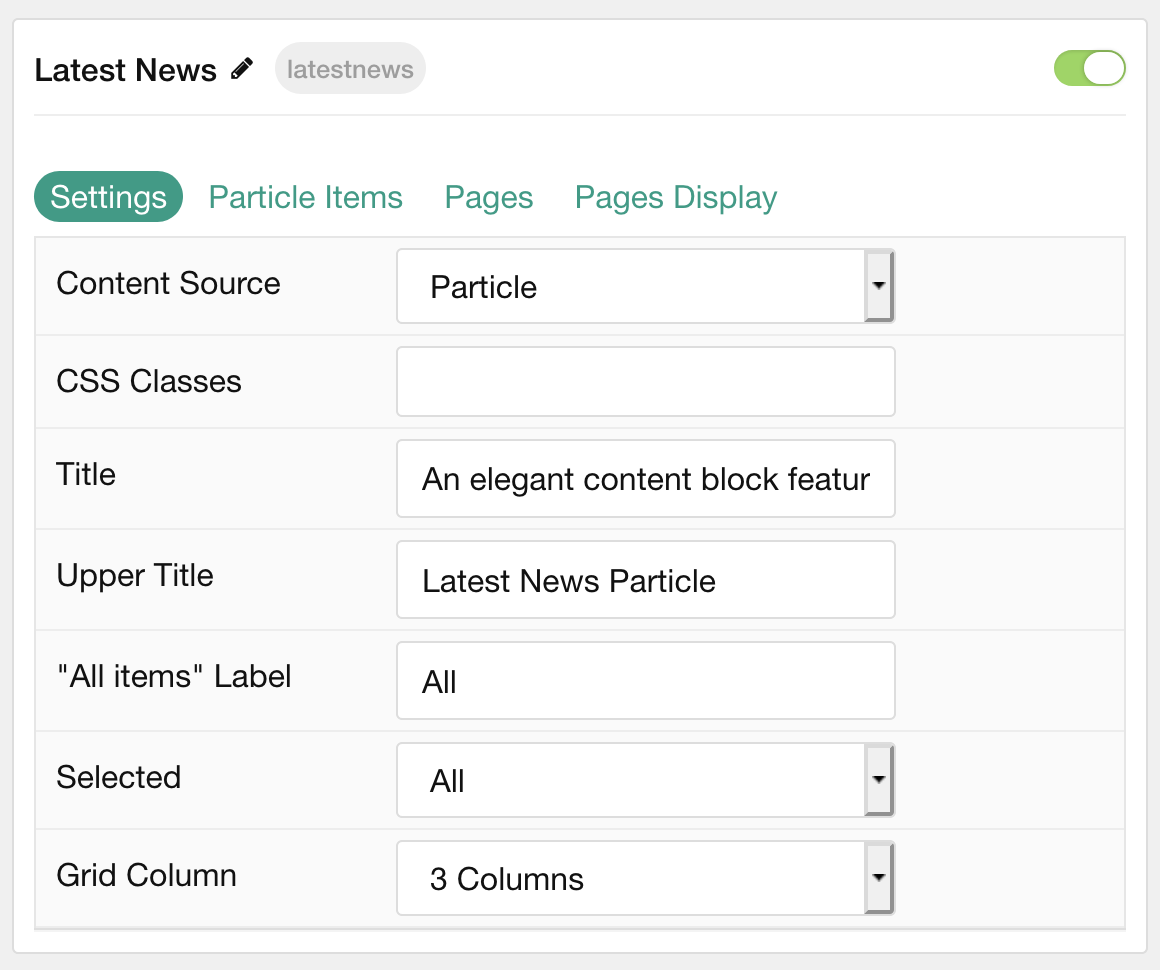 Latest News latestnews
Settings Particle Items Pages Pages Display
Content Source Particle
CSS Classes
Title An elegant content block featur
Upper Title Latest News Particle
"All items" Label All
Selected All
Grid Column 3 Columns